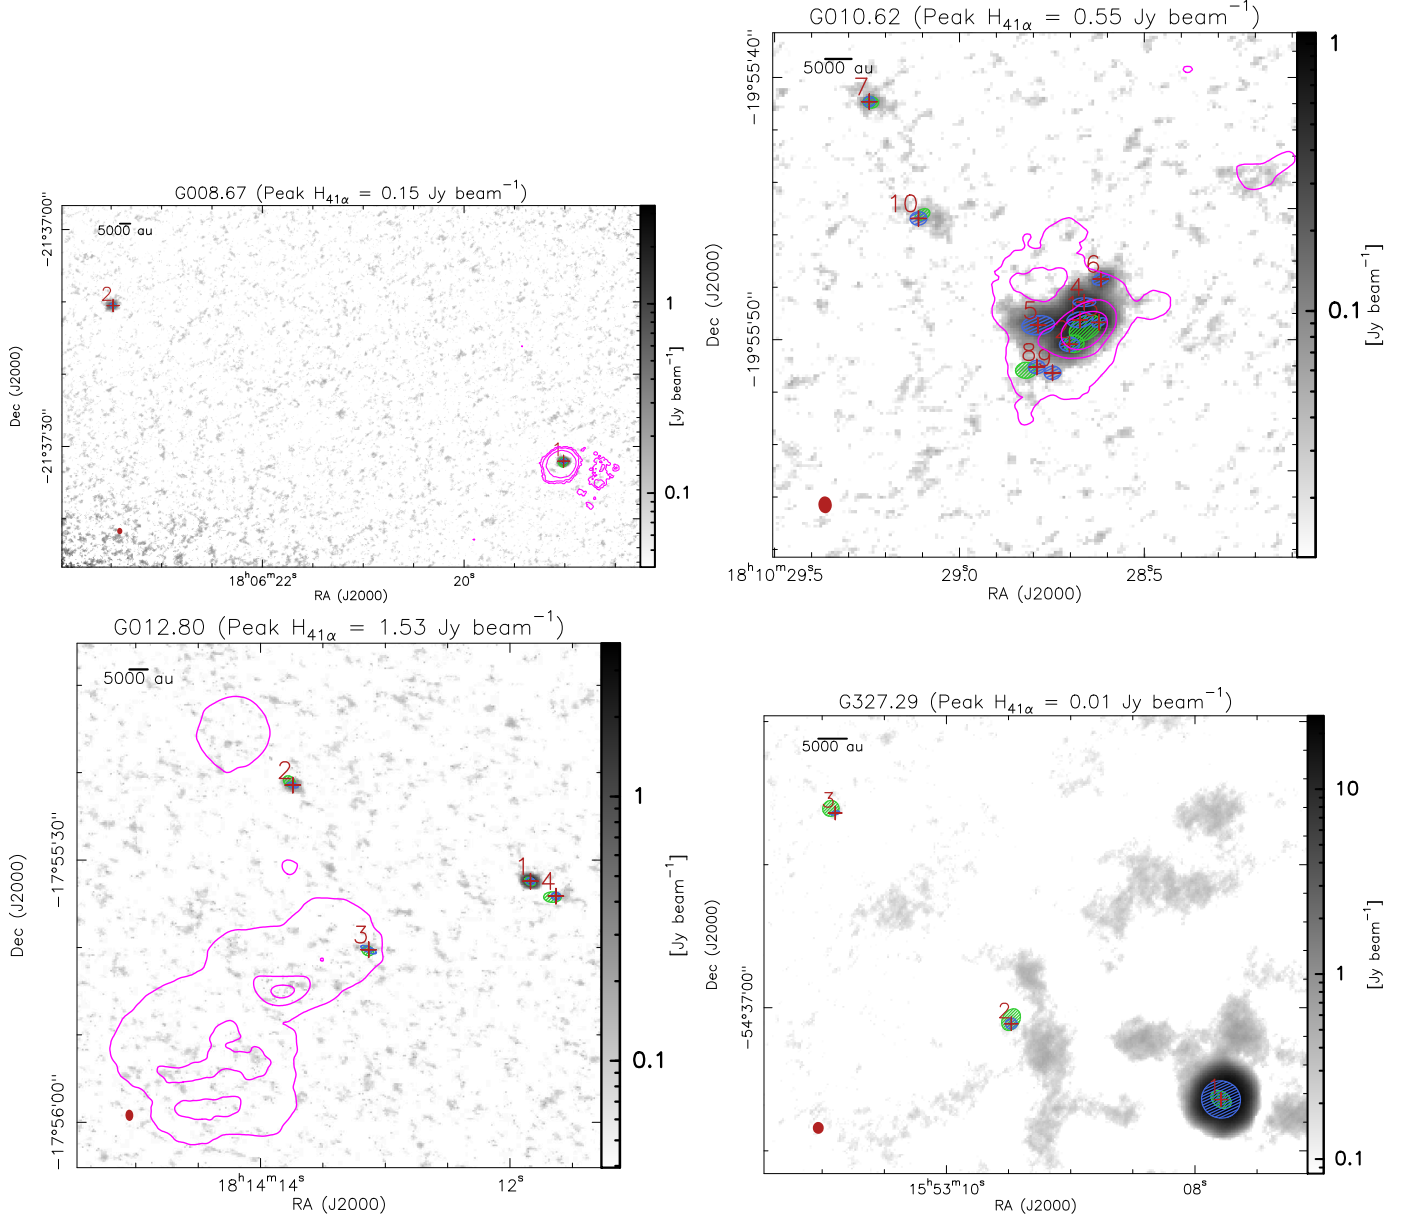 G008.67 (Peak H41α = 0.15 Jy beam−1)
5000 au
2
1
−21°37'00"
−21°37'30"
Dec (J2000)
18h06m22s
20s
RA (J2000)
1
0.1
[Jy beam−1]
G010.62 (Peak H41α = 0.55 Jy beam−1)
5000 au
7
10
6
4
5
8
9
−19°55'40"
−19°55'50"
Dec (J2000)
18h10m29.s5
29.0
28.s5
RA (J2000)
1
0.1
[Jy beam−1]
G012.80 (Peak H41α = 1.53 Jy beam−1)
5000 au
2
1
4
3
−17°55'30"
−17°56'00"
Dec (J2000)
18h14m14s
12s
RA (J2000)
1
0.1
[Jy beam−1]
G327.29 (Peak H41α = 0.01 Jy beam−1)
5000 au
3
2
1
−54°37'00"
Dec (J2000)
15h53m10s
08s
RA (J2000)
10
1
0.1
[Jy beam−1]